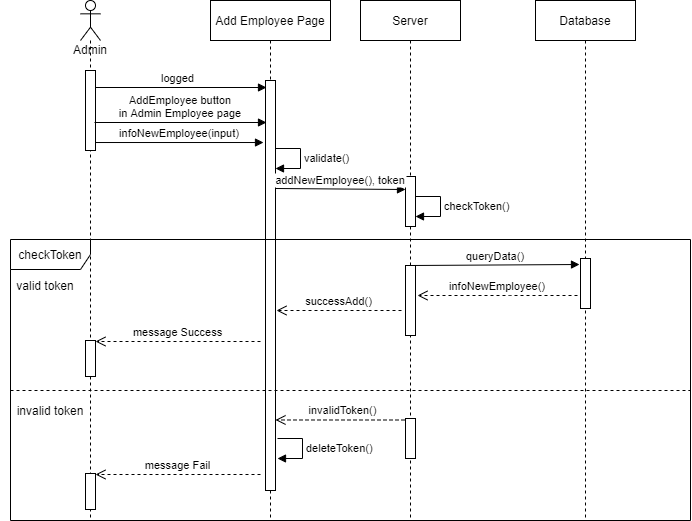 Admin
Add Employee Page
Server
Database
logged
AddEmployee button
in Admin Employee page
infoNewEmployee(input)
validate()
addNewEmployee(), token
checkToken()
checkToken
valid token
queryData()
infoNewEmployee()
successAdd()
message Success
invalid token
invalidToken()
deleteToken()
message Fail